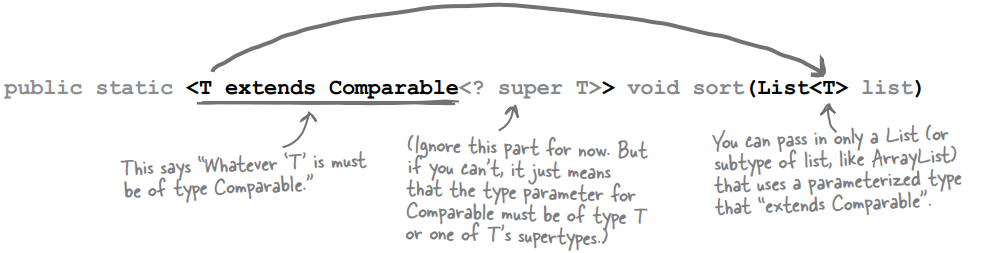 public static <T extends Comparable<? super T>> void sort(List<T> list)
This says “Whatever ‘T’ is must
be of type Comparable.”
(Ignore this part for now. But
if you can’t, it just means
that the type parameter for
Comparable must be of type T
or one of T’s supertypes.)
You can pass in only a List (or
subtype of list, like ArrayList)
that uses a parameterized type
that “extends Comparable”.